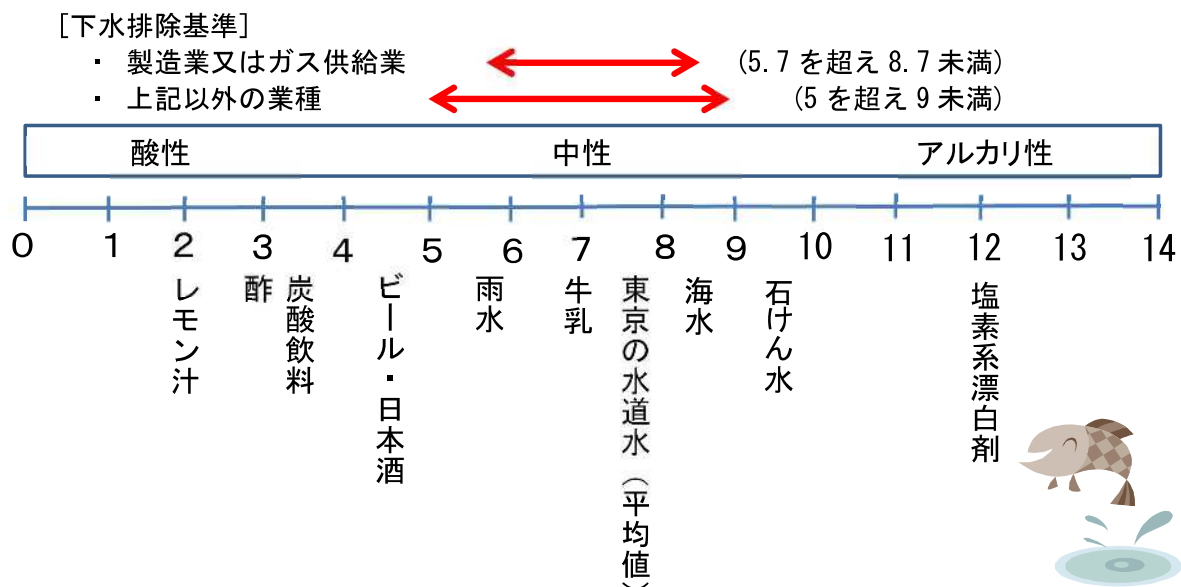 ［下水排除基準］
・ 製造業又はガス供給業 (5.7を超え8.7未満)
・ 上記以外の業種 (5を超え9未満)
酸性 中性 アルカリ性
0 1 2 3 4 5 6 7 8 9 10 11 12 13 14
レモン汁
酢
炭酸飲料
ビール・日本酒
雨水
牛乳
東京の水道水（平均値）
海水
石けん水
塩素系漂白剤